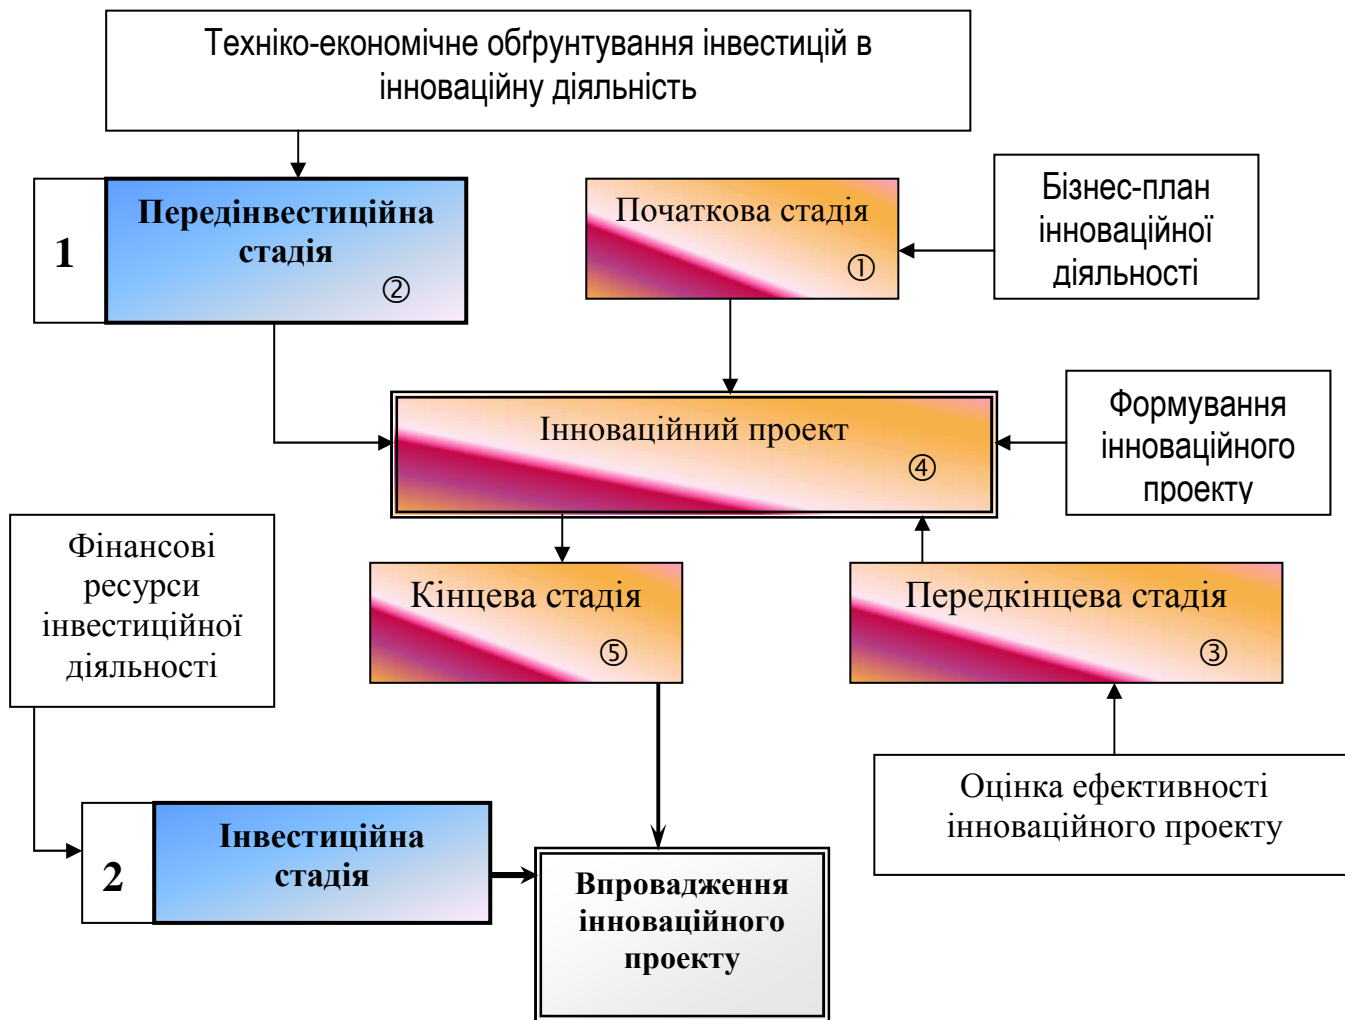 Техніко-економічне обґрунтування інвестицій в
інноваційну діяльність
1
Передінвестиційна
стадія
②
Початкова стадія
①
Бізнес-план
інноваційної
діяльності
Інноваційний проект
④
Формування
інноваційного
проекту
Фінансові
ресурси
інвестиційної
діяльності
Кінцева стадія
⑤
Передкінцева стадія
③
Оцінка ефективності
інноваційного проекту
2
Інвестиційна
стадія
Впровадження
інноваційного
проекту